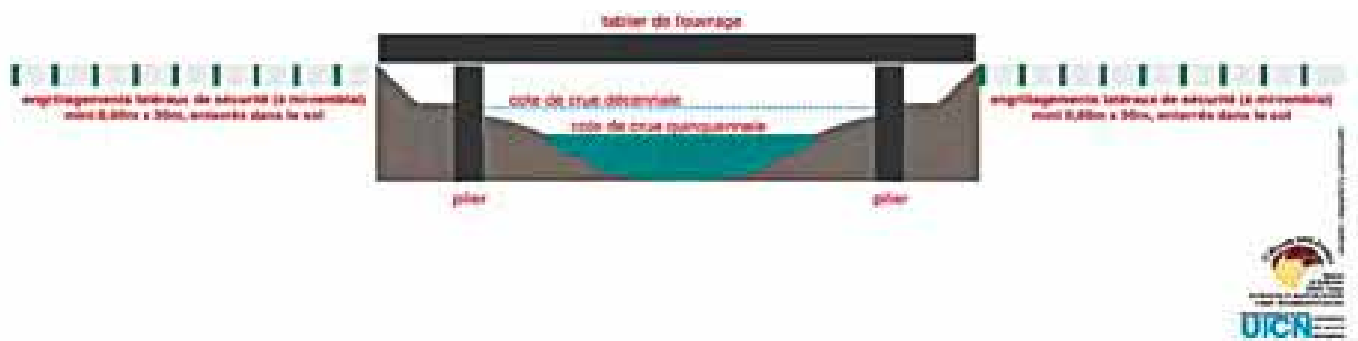 tablier de l'ouvrage
engrillagements latéraux de sécurité (à mi-remblai)
mini 0,60m x 30m, enterrés dans le sol
cote de crue décennale
cote de crue quinquennale
engrillagements latéraux de sécurité (à mi-remblai)
mini 0,60m x 30m, enterrés dans le sol
pilier
pilier
UICN